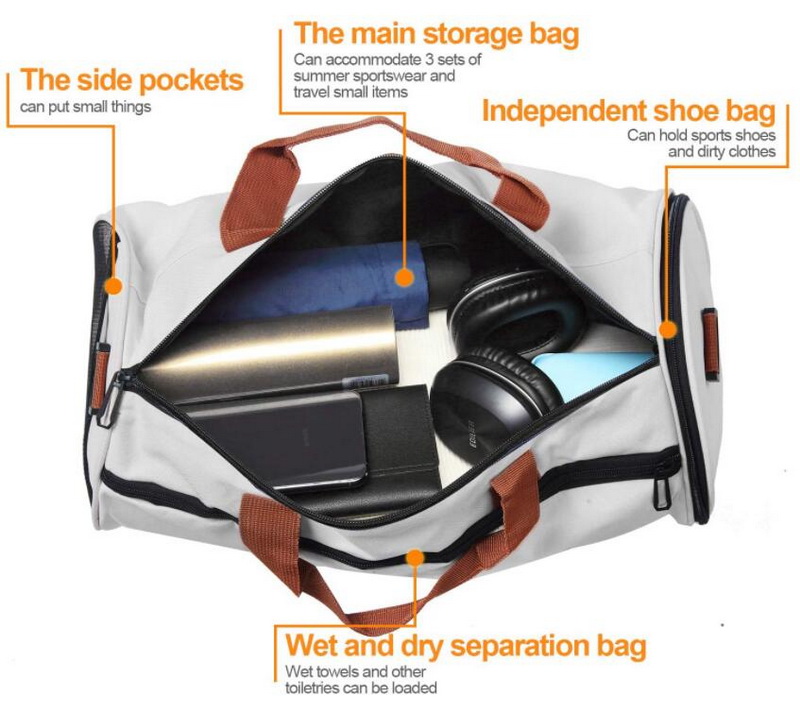 The main storage bag
Can accommodate 3 sets of
summer sportswear and
travel small items
The side pockets
can put small things
Independent shoe bag
Can hold sports shoes
and dirty clothes
Wet and dry separation bag
Wet towels and other
toiletries can be loaded